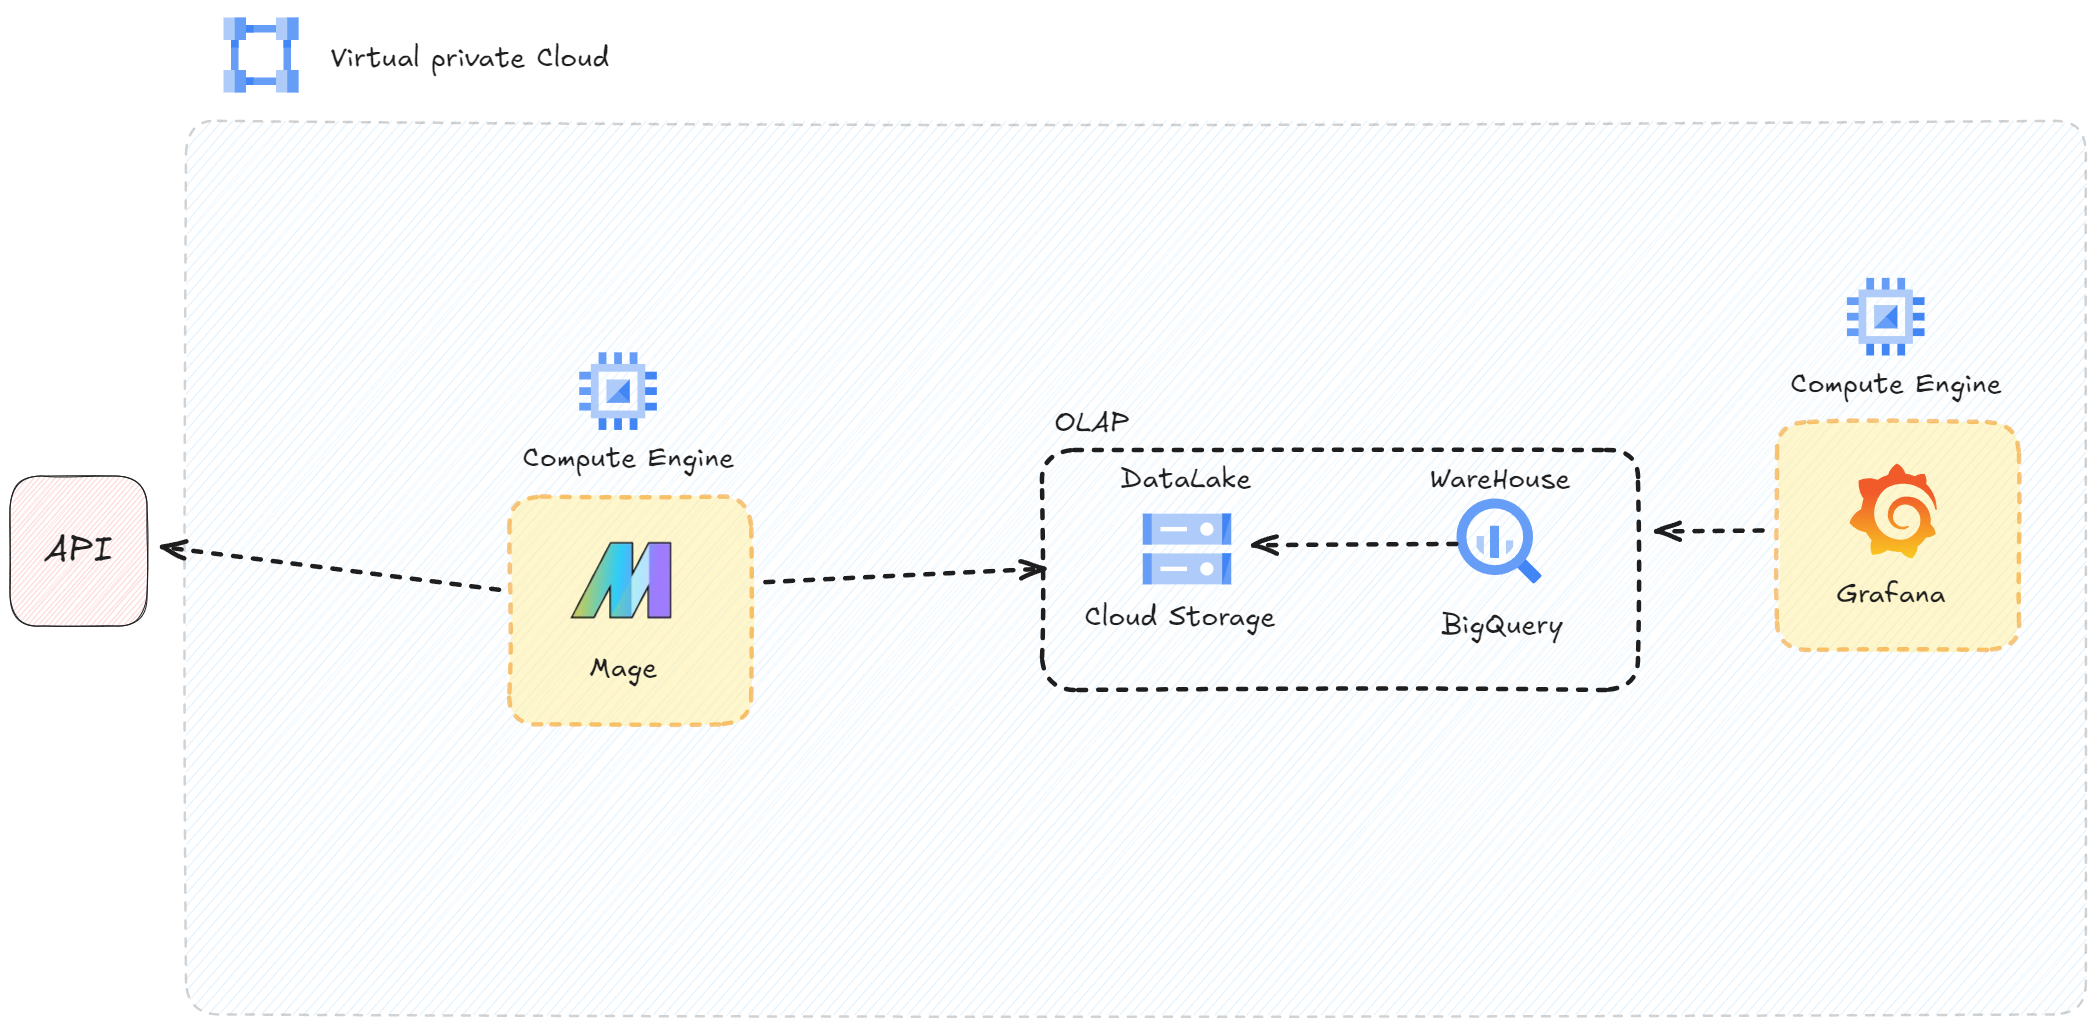 Virtual private Cloud
API
Compute Engine
Mage
OLAP
DataLake
Cloud Storage
WareHouse
BigQuery
Compute Engine
Grafana